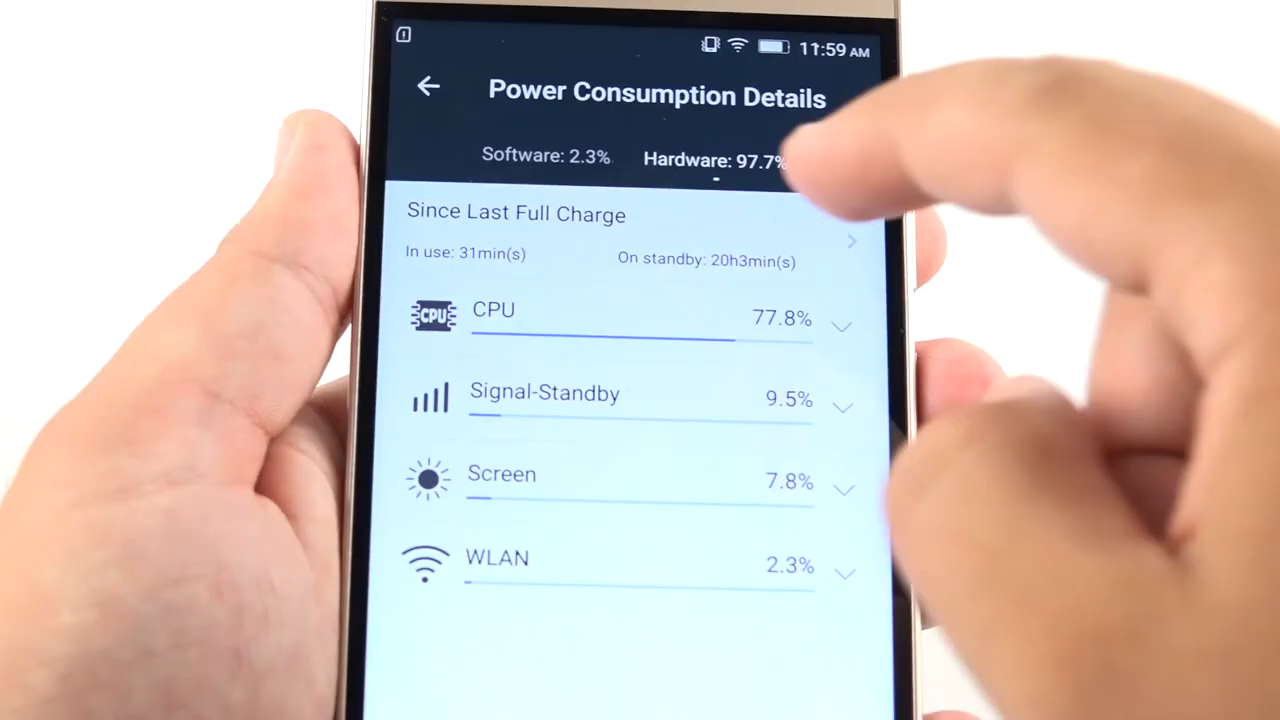 11:59 AM
Power Consumption Details
Software: 2.3% Hardware: 97.7%
Since Last Full Charge
In use: 31min(s) On standby: 20h3min(s)
CPU CPU 77.8%
Signal-Standby 9.5%
Screen 7.8%
WLAN 2.3%